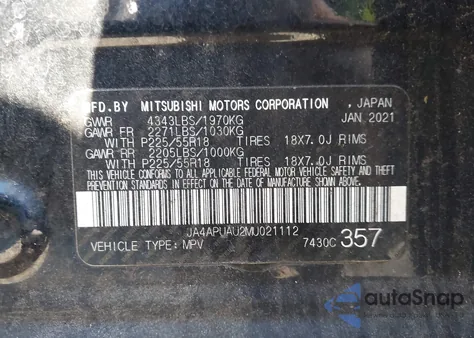 MFD.BY MITSUBISHI MOTORS CORPORATION , JAPAN
GVWR 4343LBS/1970KG JAN.2021
GAWR FR 2271LBS/1030KG
WITH P225/55R18 TIRES 18X7.0J RIMS
GAWR RR 2205LBS/1000KG
WITH P225/55R18 TIRES 18X7.0J RIMS
THIS VEHICLE CONFORMS TO ALL APPLICABLE
FEDERAL MOTOR VEHICLE SAFETY AND THEFT
PREVENTION STANDARDS IN EFFECT ON THE DATE
OF MANUFACTURE SHOWN ABOVE.
JA4APUAU2MU021112
VEHICLE TYPE: MPV 7430C 357
autoSnap